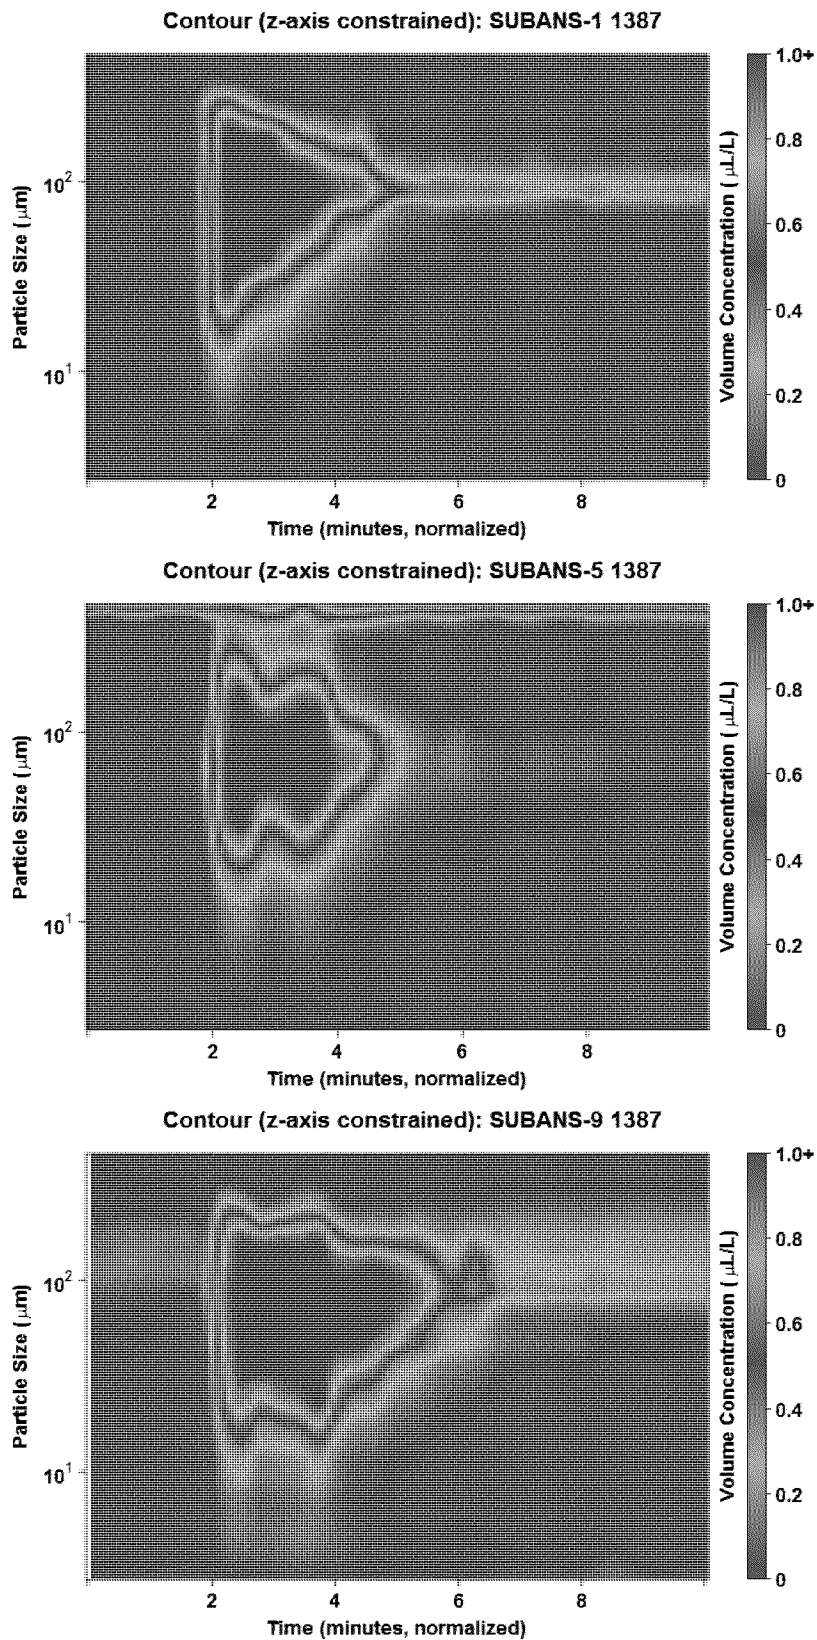 Contour (z-axis constrained): SUBANS-1 1387
Particle Size (μm)
10²
10¹
2 4 6 8
Time (minutes, normalized)
Volume Concentration ( μL/L)
1.0+
0.8
0.6
0.4
0.2
0
Contour (z-axis constrained): SUBANS-5 1387
Particle Size (μm)
10²
10¹
2 4 6 8
Time (minutes, normalized)
Volume Concentration ( μL/L)
1.0+
0.8
0.6
0.4
0.2
0
Contour (z-axis constrained): SUBANS-9 1387
Particle Size (μm)
10²
10¹
2 4 6 8
Time (minutes, normalized)
Volume Concentration ( μL/L)
1.0+
0.8
0.6
0.4
0.2
0